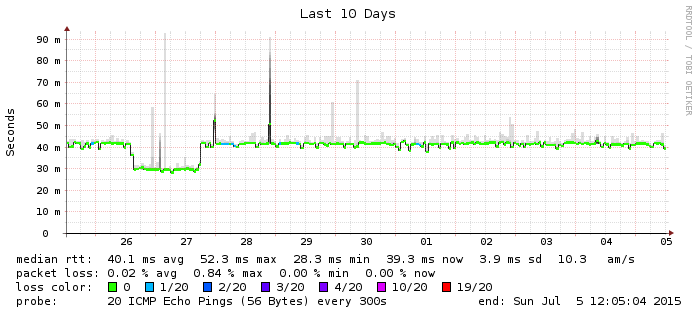 Last 10 Days
RRDTOOL / TOBI OETIKER
Seconds
90 m
80 m
70 m
60 m
50 m
40 m
30 m
20 m
10 m
0
26 27 28 29 30 01 02 03 04 05
median rtt: 40.1 ms avg 52.3 ms max 28.3 ms min 39.3 ms now 3.9 ms sd 10.3 am/s
packet loss: 0.02 % avg 0.84 % max 0.00 % min 0.00 % now
loss color: 0 1/20 2/20 3/20 4/20 10/20 19/20
probe: 20 ICMP Echo Pings (56 Bytes) every 300s end: Sun Jul 5 12:05:04 2015